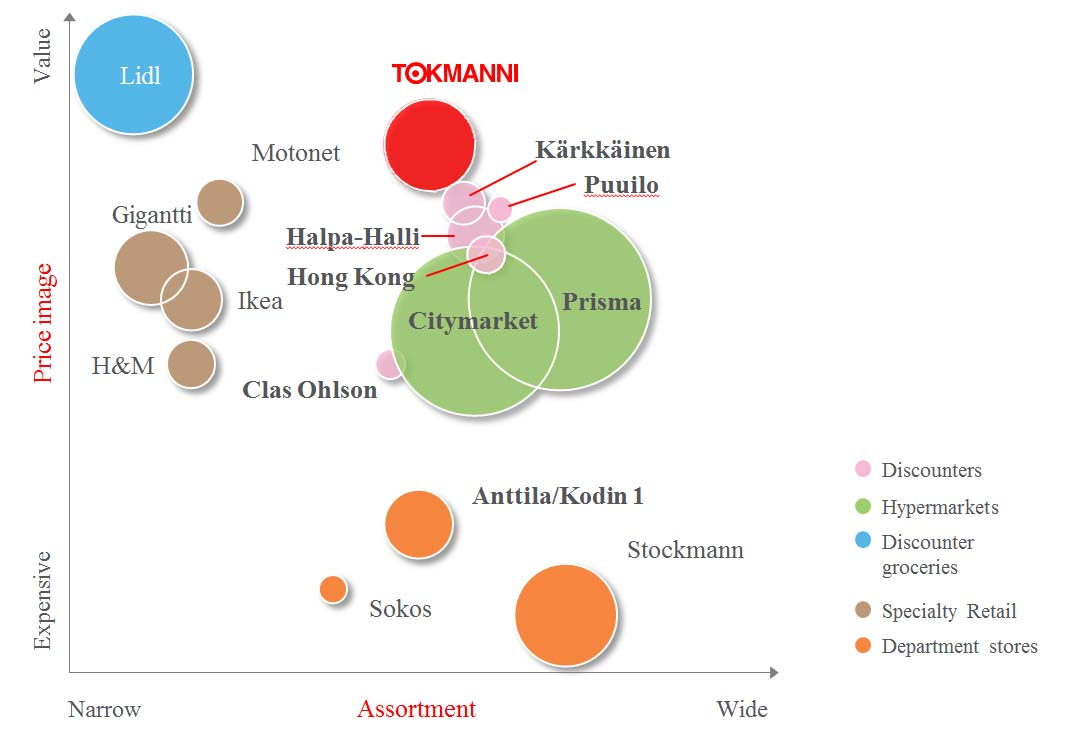 Value
Lidl
TOKMANNI
Motonet
Kärkkäinen
Puuilo
Gigantti
Halpa-Halli
Hong Kong
Ikea
Prisma
Citymarket
Price image
H&M
Clas Ohlson
Discounters
Hypermarkets
Discounter
groceries
Specialty Retail
Department stores
Anttila/Kodin 1
Stockmann
Sokos
Expensive
Narrow
Assortment
Wide